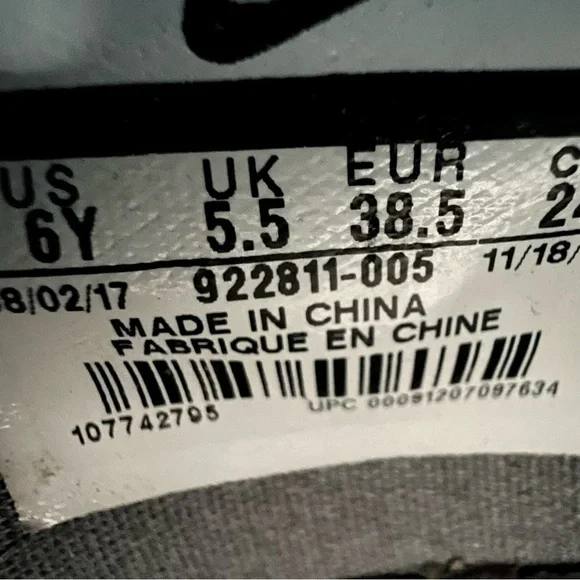 US UK EUR
6Y 5.5 38.5
8/02/17 922811-005 11/18/
MADE IN CHINA
FABRIQUE EN CHINE
107742795 UPC 00091207097634